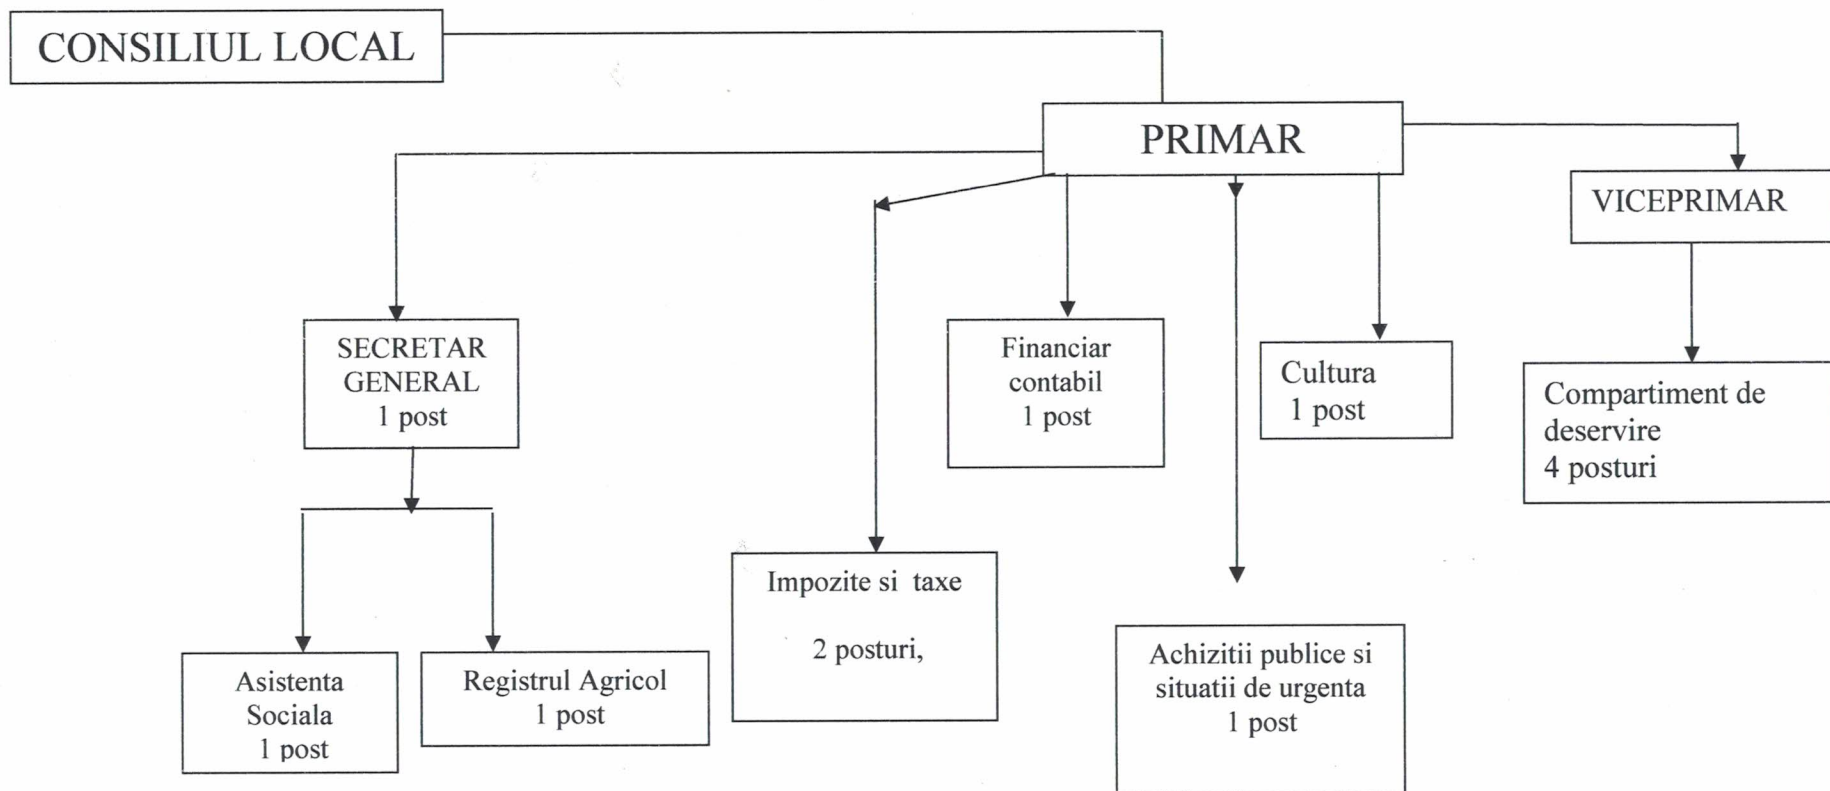 CONSILIUL LOCAL
PRIMAR
VICEPRIMAR
SECRETAR
GENERAL
1 post
Financiar
contabil
1 post
Cultura
1 post
Compartiment de
deservire
4 posturi
Impozite si taxe
2 posturi,
Asistenta
Sociala
1 post
Registrul Agricol
1 post
Achizitii publice si
situatii de urgenta
1 post